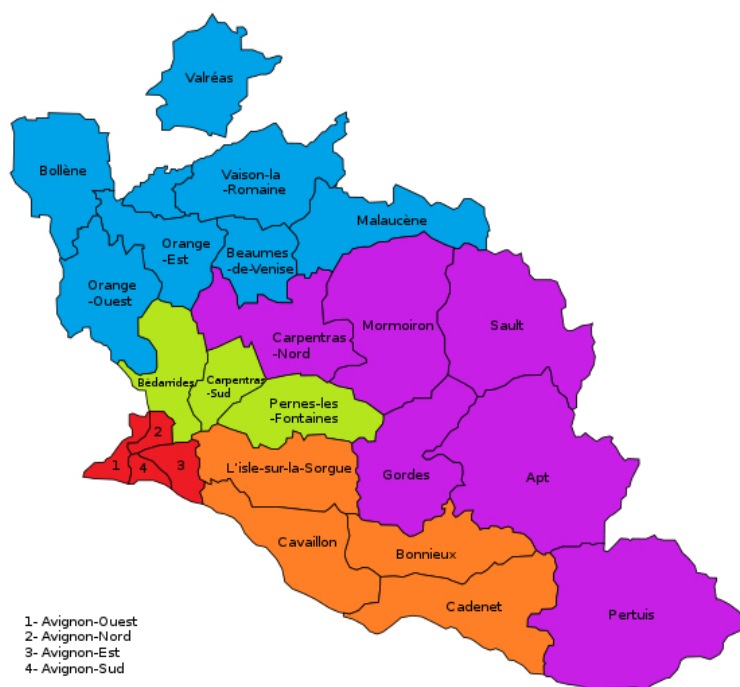 Valréas
Bollène
Vaison-la
-Romaine
Malaucène
Orange
-Est
Beaumes
-de-Venise
Orange
-Ouest
Carpentras
-Nord
Mormoiron
Sault
Bédarrides
Carpentras
-Sud
Pernes-les
-Fontaines
2
1
4
3
L'isle-sur-la-Sorgue
Gordes
Apt
Cavaillon
Bonnieux
Cadenet
Pertuis
1- Avignon-Ouest
2- Avignon-Nord
3- Avignon-Est
4- Avignon-Sud